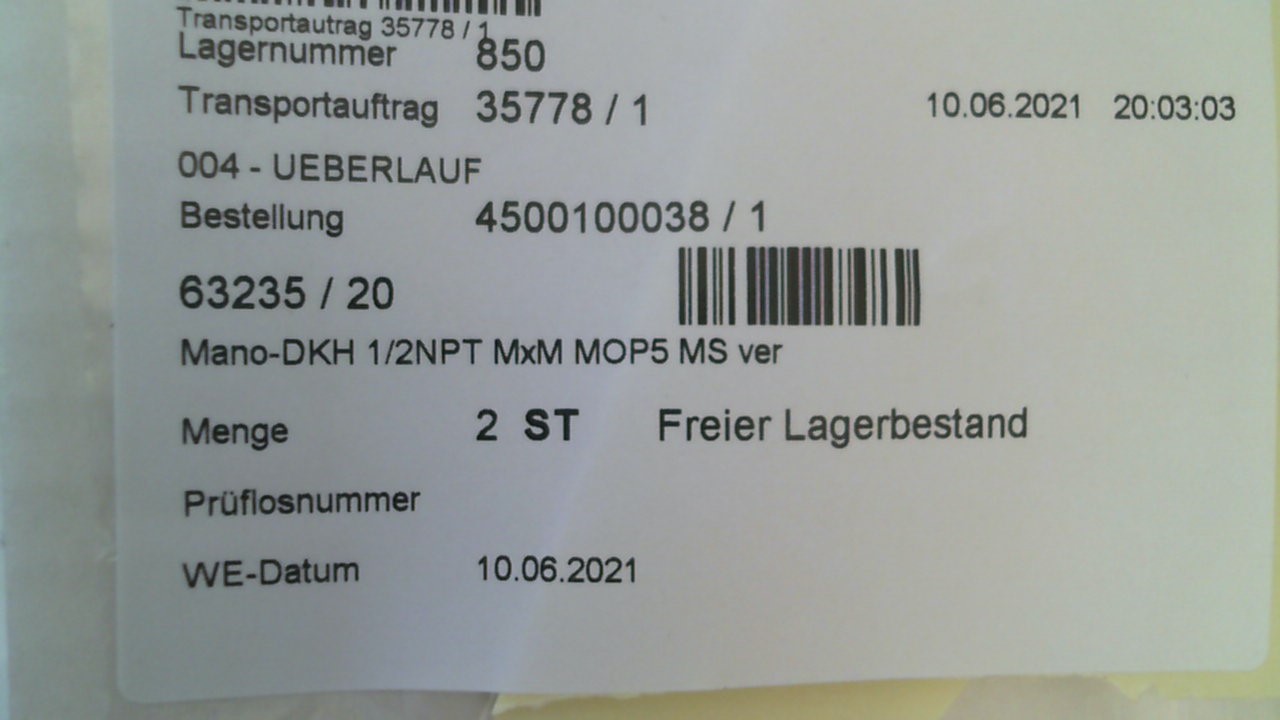 Transportautrag 35778 / 1
Lagernummer 850
Transportauftrag 35778 / 1 10.06.2021 20:03:03
004 - UEBERLAUF
Bestellung 4500100038 / 1
63235 / 20
Mano-DKH 1/2NPT MxM MOP5 MS ver
Menge 2 ST Freier Lagerbestand
Prüflosnummer
WE-Datum 10.06.2021